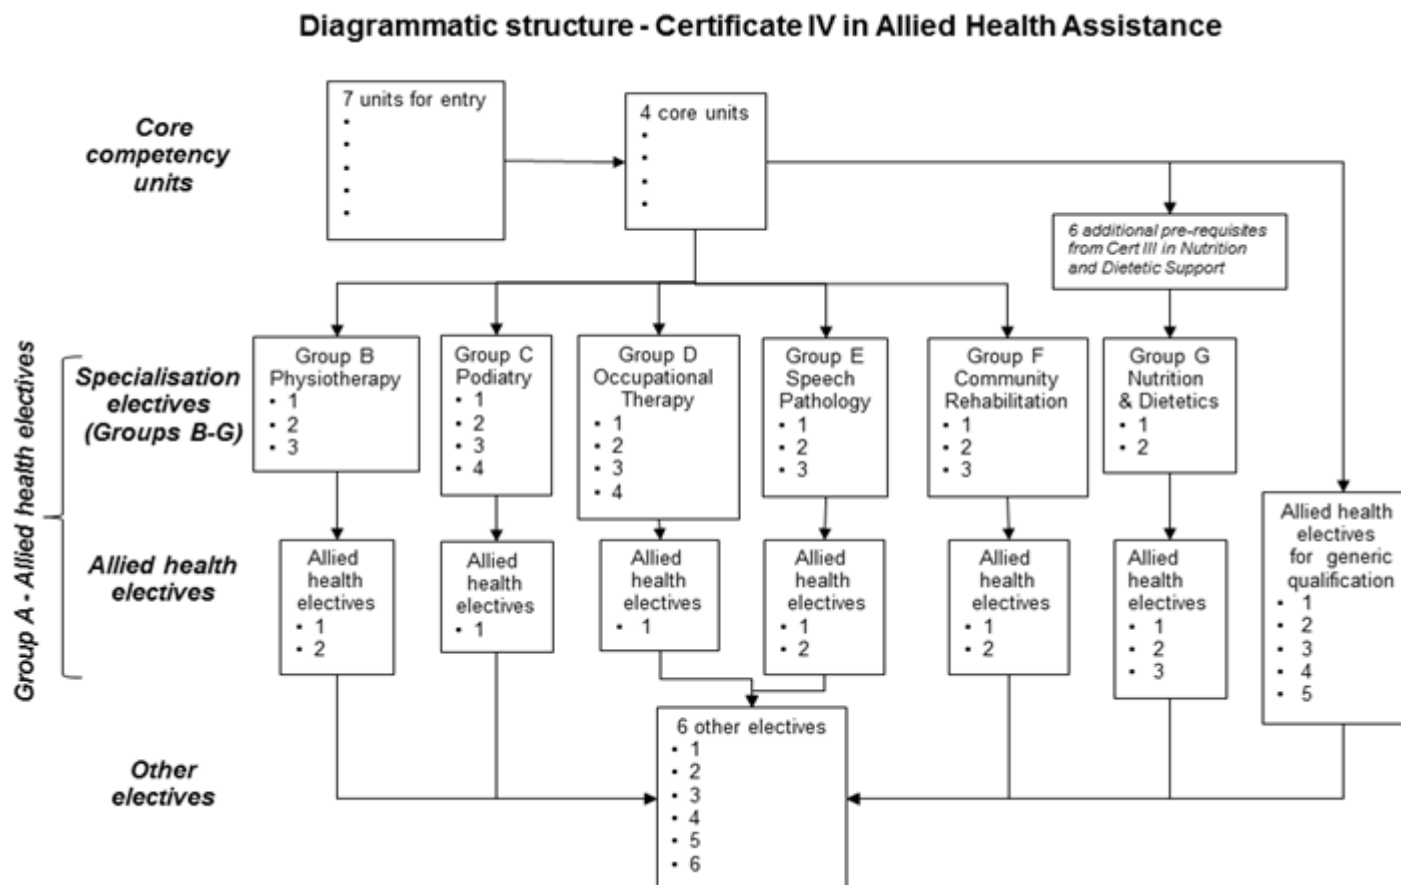 Diagrammatic structure - Certificate IV in Allied Health Assistance
Core
competency
units
7 units for entry
•
•
•
•
•
4 core units
•
•
•
•
6 additional pre-requisites
from Cert III in Nutrition
and Dietetic Support
Group A - Allied health electives
Specialisation
electives
(Groups B-G)
Group B
Physiotherapy
• 1
• 2
• 3
Group C
Podiatry
• 1
• 2
• 3
• 4
Group D
Occupational
Therapy
• 1
• 2
• 3
• 4
Group E
Speech
Pathology
• 1
• 2
• 3
Group F
Community
Rehabilitation
• 1
• 2
• 3
Group G
Nutrition
& Dietetics
• 1
• 2
Allied health
electives
Allied
health
electives
• 1
• 2
Allied
health
electives
• 1
Allied
health
electives
• 1
Allied
health
electives
• 1
• 2
Allied
health
electives
• 1
• 2
Allied
health
electives
• 1
• 2
• 3
Allied health
electives
for generic
qualification
• 1
• 2
• 3
• 4
• 5
Other
electives
6 other electives
• 1
• 2
• 3
• 4
• 5
• 6